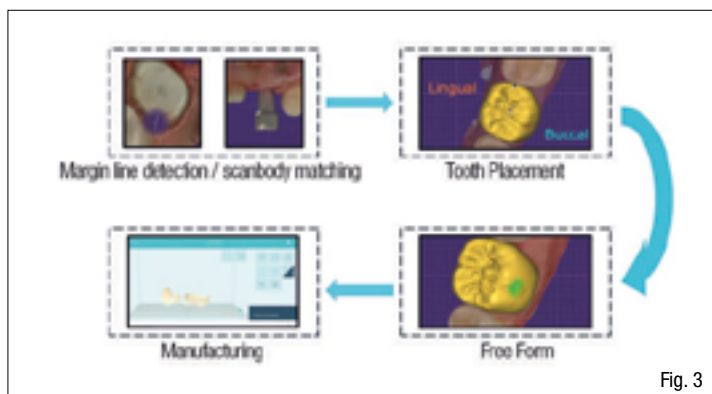 Lingual
Buccal
Margin line detection / scanbody matching
Tooth Placement
Manufacturing
Free Form
Fig. 3